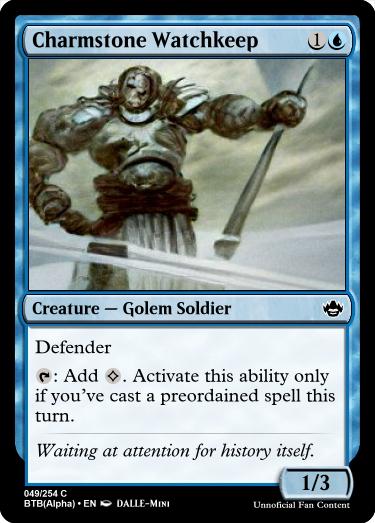 Charmstone Watchkeep 1
Creature — Golem Soldier
Defender
: Add . Activate this ability only
if you've cast a preordained spell this
turn.
Waiting at attention for history itself.
1/3
049/254 C
BTB(Alpha) • EN DALLE-Mini
Unnoficial Fan Content